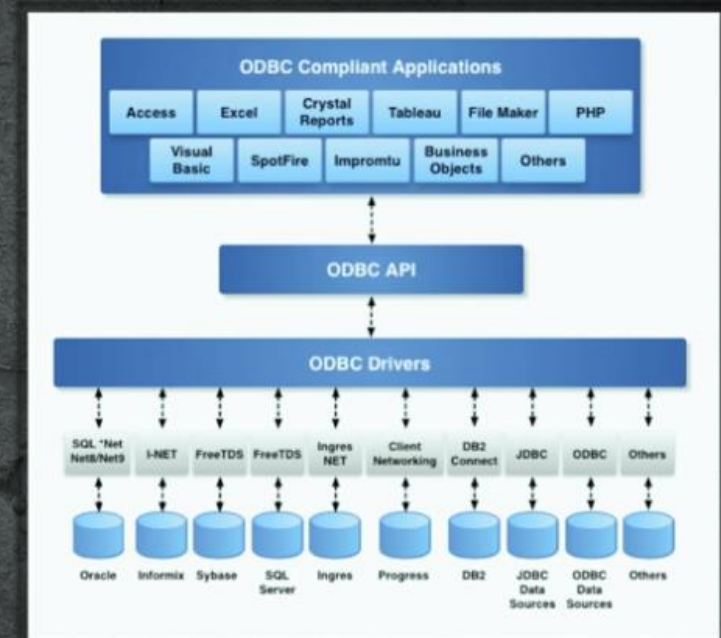 ODBC Compliant Applications
Access Excel Crystal Reports Tableau File Maker PHP
Visual Basic SpotFire Impromtu Business Objects Others
ODBC API
ODBC Drivers
SQL *Net Net8/Net9 I-NET FreeTDS FreeTDS Ingres NET Client Networking DB2 Connect JDBC ODBC Others
Oracle Informix Sybase SQL Server Ingres Progress DB2 JDBC Data Sources ODBC Data Sources Others